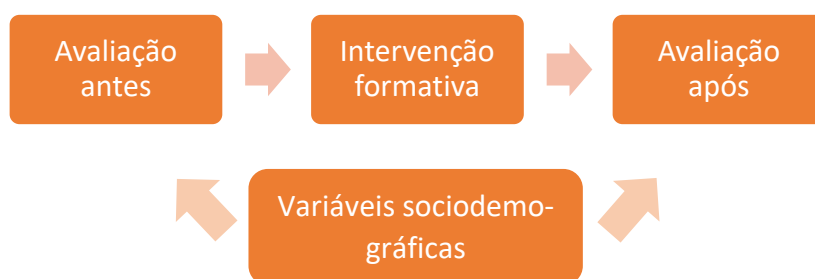 Avaliação
antes
Intervenção
formativa
Avaliação
após
Variáveis sociodemo-
gráficas